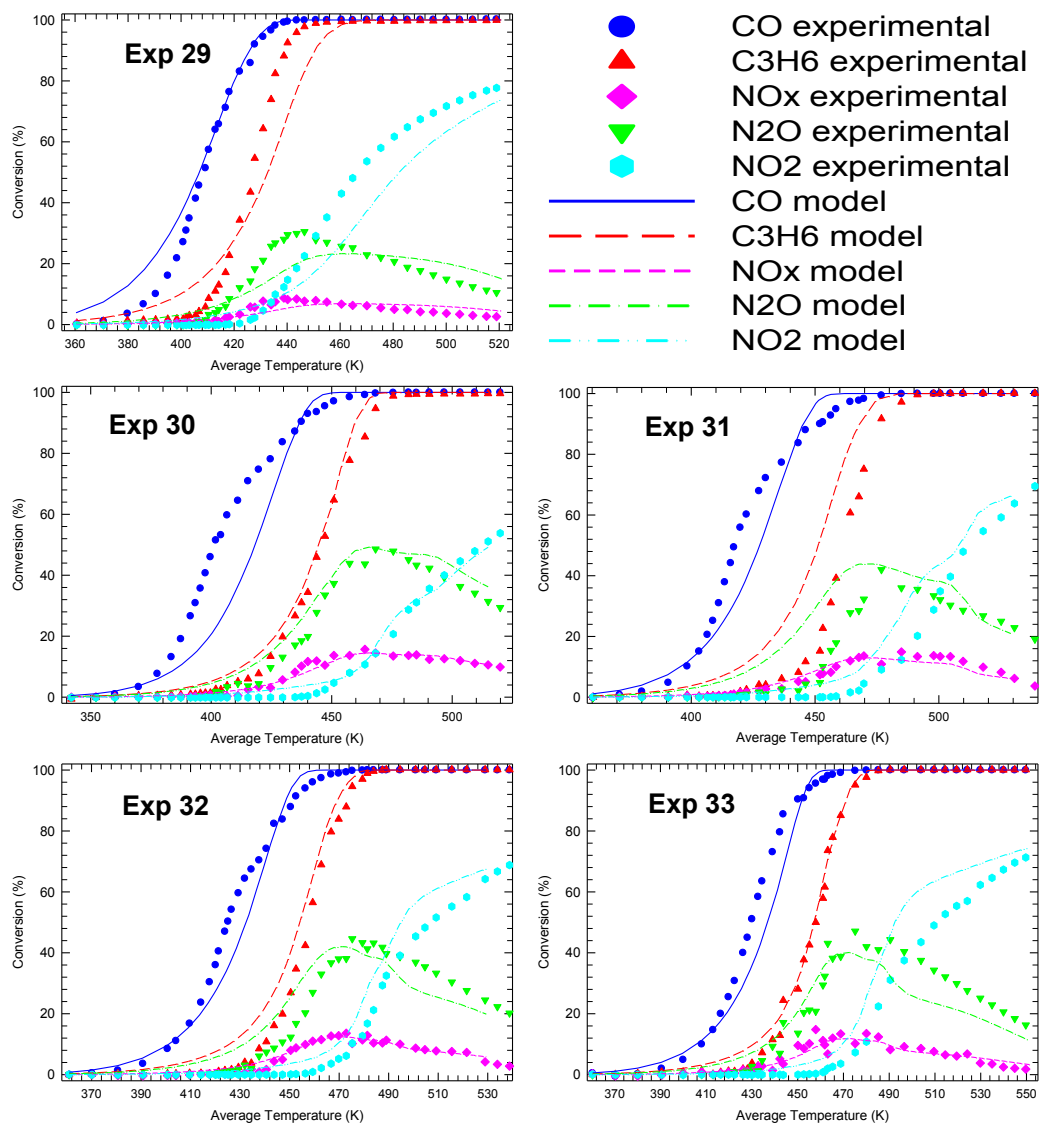 Exp 29
Conversion (%)
100
80
60
40
20
0
360 380 400 420 440 460 480 500 520
Average Temperature (K)
CO experimental
C3H6 experimental
NOx experimental
N2O experimental
NO2 experimental
CO model
C3H6 model
NOx model
N2O model
NO2 model
Exp 30
Conversion (%)
100
80
60
40
20
0
350 400 450 500
Average Temperature (K)
Exp 31
Conversion (%)
100
80
60
40
20
0
400 450 500
Average Temperature (K)
Exp 32
Conversion (%)
100
80
60
40
20
0
370 390 410 430 450 470 490 510 530
Average Temperature (K)
Exp 33
Conversion (%)
100
80
60
40
20
0
370 390 410 430 450 470 490 510 530 550
Average Temperature (K)